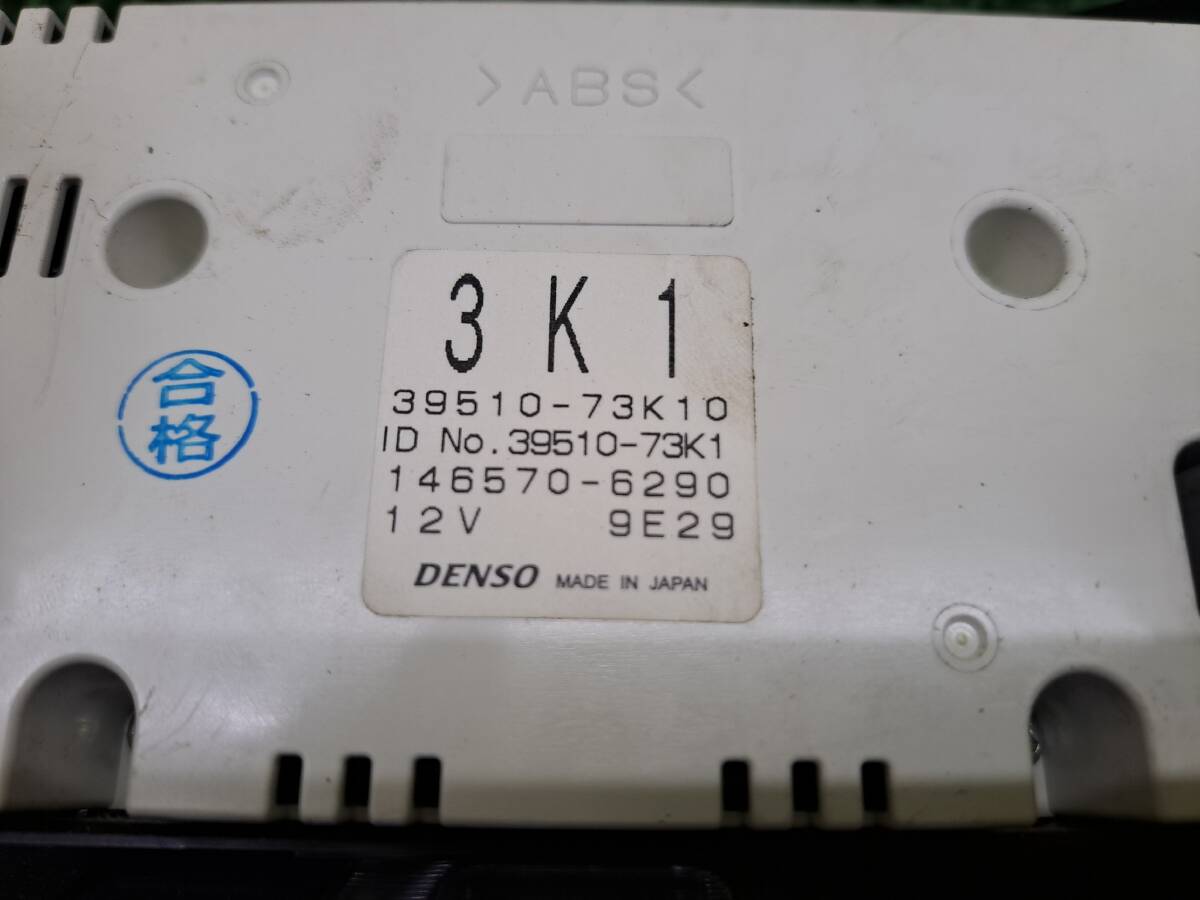 >ABS<
3K1
39510-73K10
ID No.39510-73K1
146570-6290
12V 9E29
DENSO MADE IN JAPAN
合格